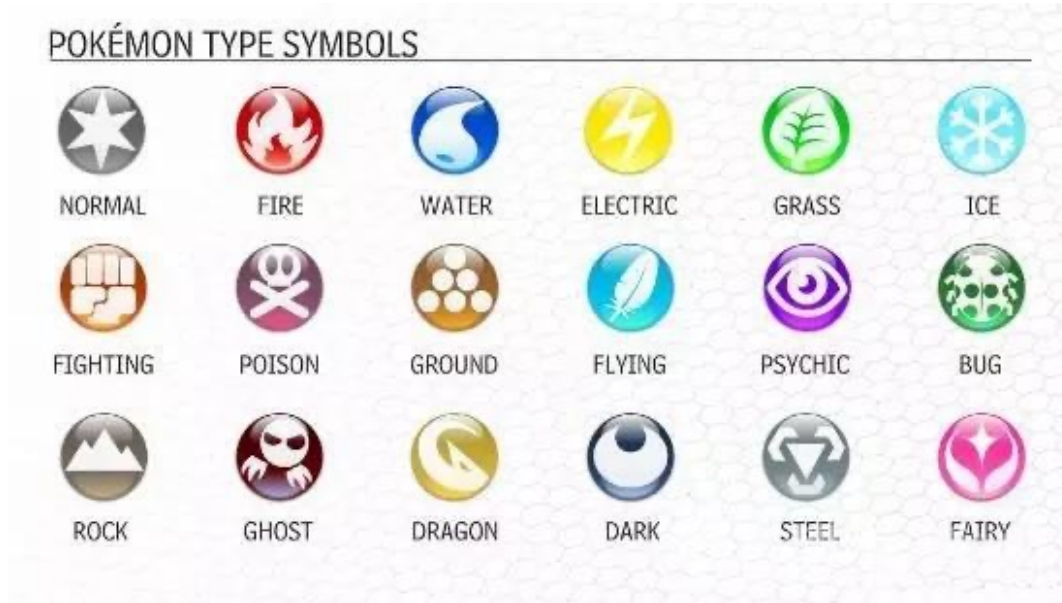 POKÉMON TYPE SYMBOLS
NORMAL FIRE WATER ELECTRIC GRASS ICE
FIGHTING POISON GROUND FLYING PSYCHIC BUG
ROCK GHOST DRAGON DARK STEEL FAIRY